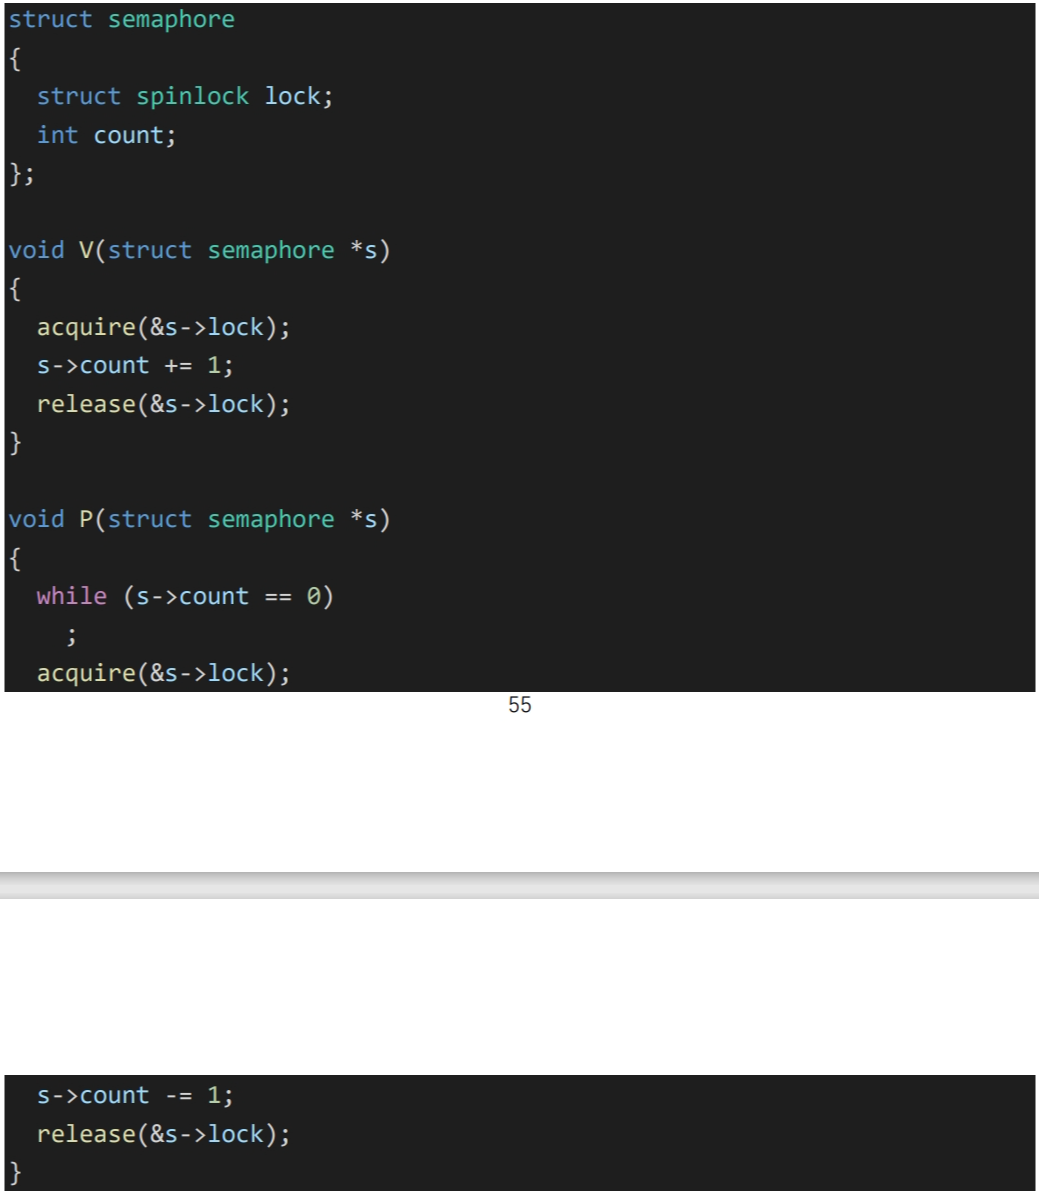 struct semaphore
{
  struct spinlock lock;
  int count;
};

void V(struct semaphore *s)
{
  acquire(&s->lock);
  s->count += 1;
  release(&s->lock);
}

void P(struct semaphore *s)
{
  while (s->count == 0)
    ;
  acquire(&s->lock);
55
  s->count -= 1;
  release(&s->lock);
}